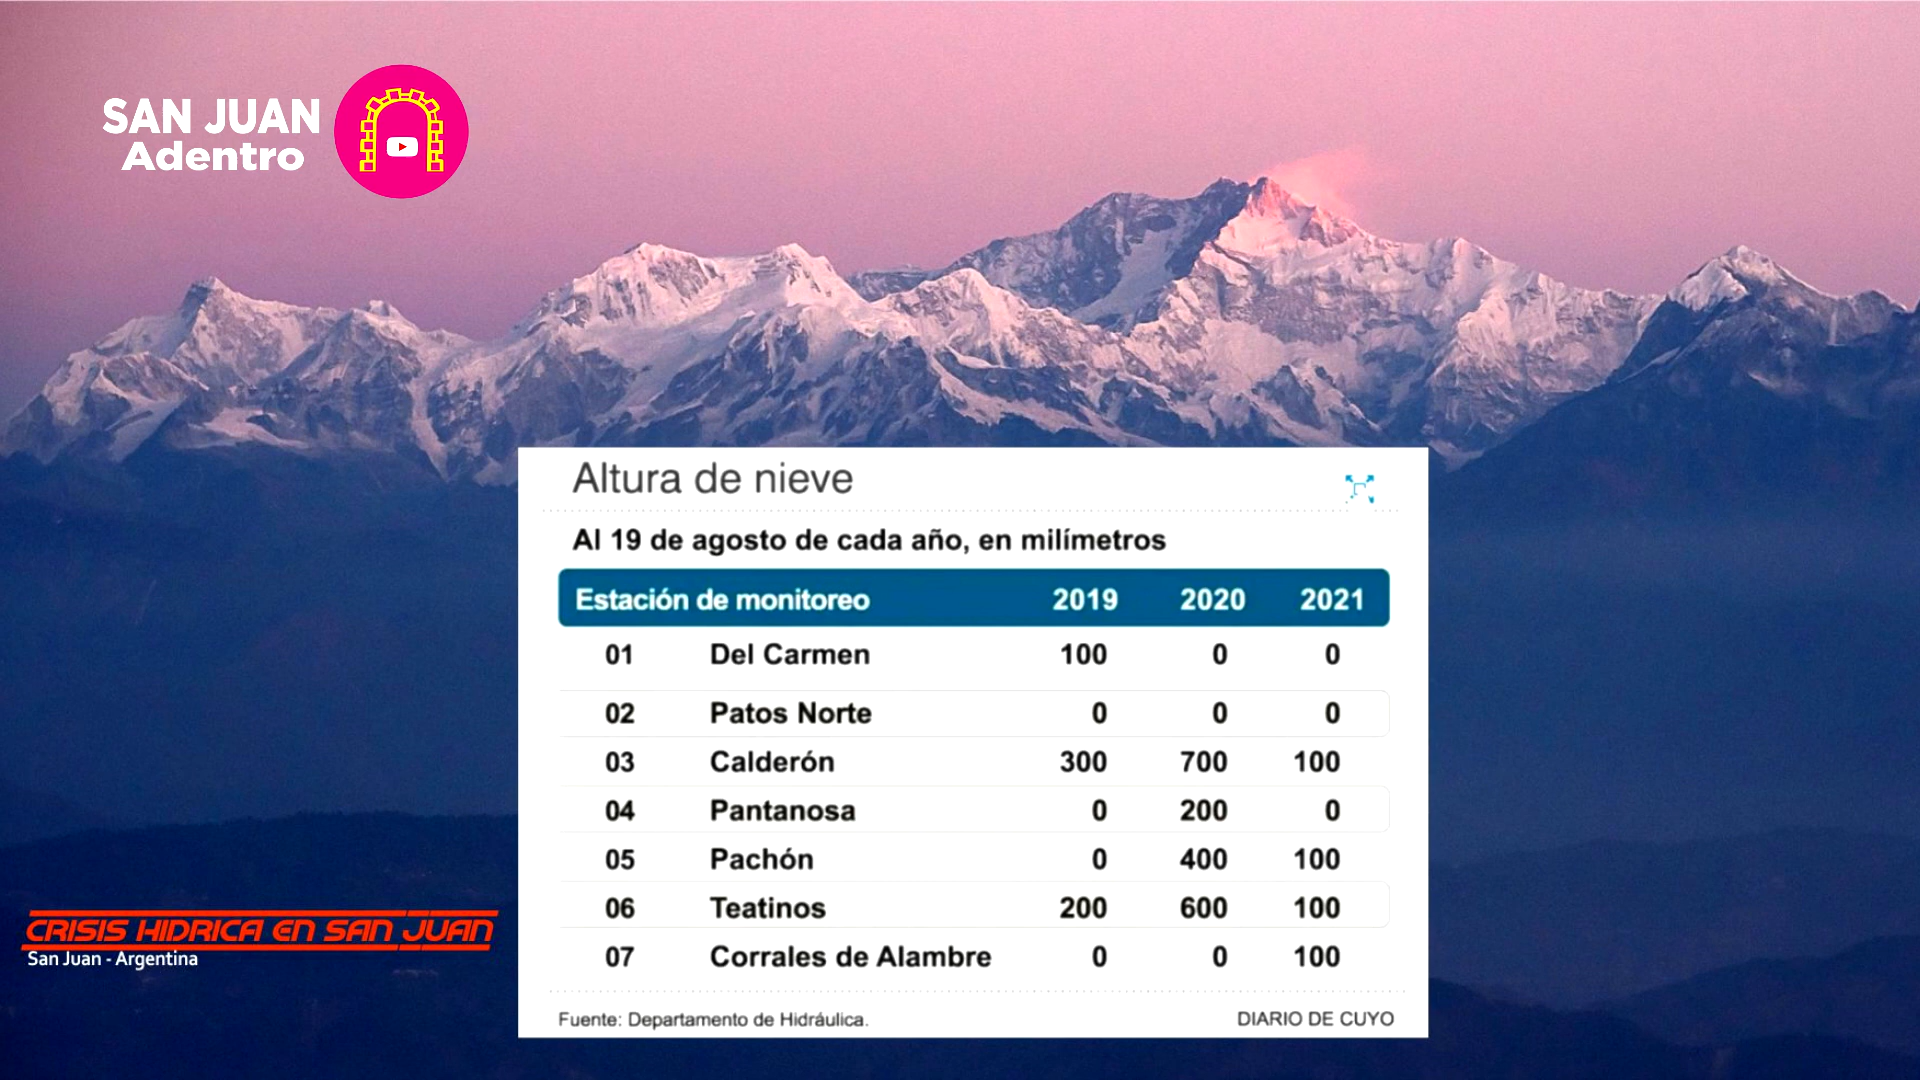 SAN JUAN
Adentro
Altura de nieve
Al 19 de agosto de cada año, en milímetros
Estación de monitoreo 2019 2020 2021
01 Del Carmen 100 0 0
02 Patos Norte 0 0 0
03 Calderón 300 700 100
04 Pantanosa 0 200 0
05 Pachón 0 400 100
06 Teatinos 200 600 100
07 Corrales de Alambre 0 0 100
Fuente: Departamento de Hidráulica. DIARIO DE CUYO
CRISIS HIDRICA EN SAN JUAN
San Juan - Argentina